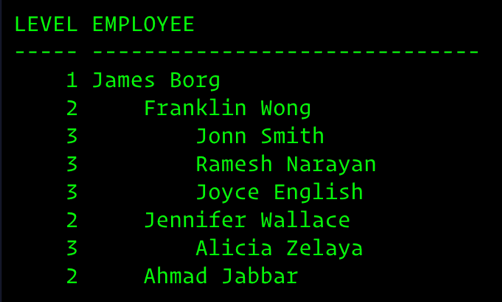 LEVEL EMPLOYEE
----- ------------------------------
    1 James Borg
    2     Franklin Wong
    3         Jonn Smith
    3         Ramesh Narayan
    3         Joyce English
    2     Jennifer Wallace
    3         Alicia Zelaya
    2     Ahmad Jabbar